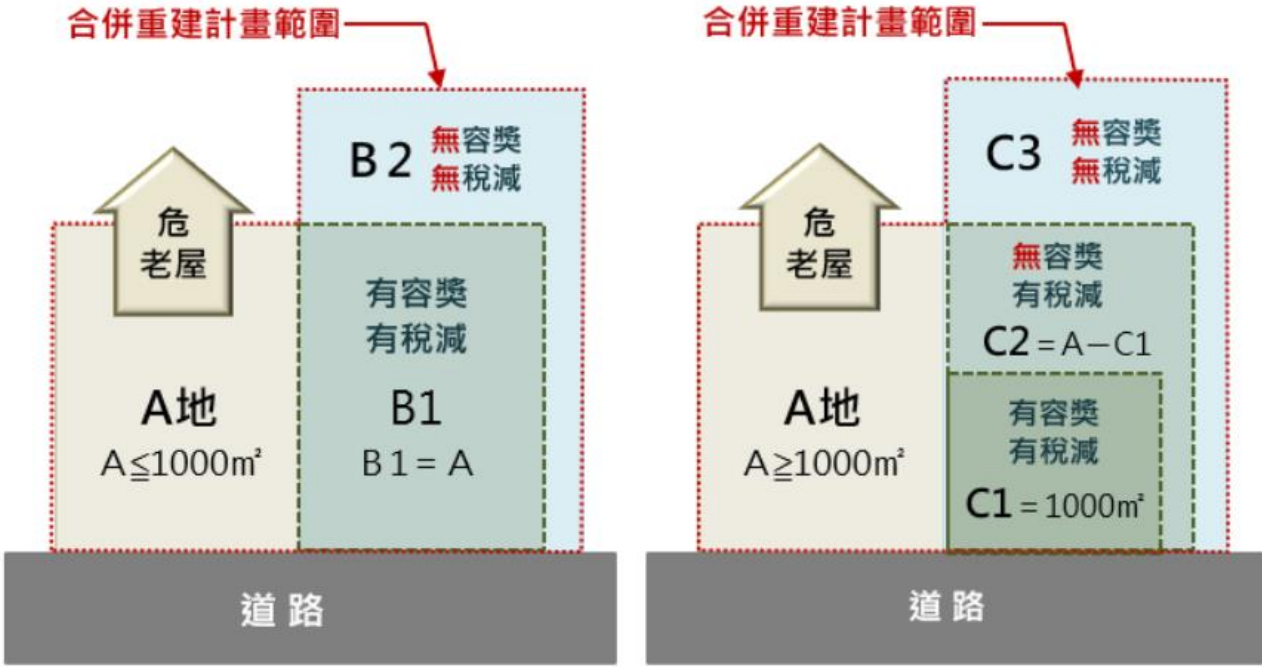 合併重建計畫範圍
B2
無容獎
無稅減
危
老屋
有容獎
有稅減
A地
A≦1000㎡
B1
B1=A
道路
合併重建計畫範圍
C3
無容獎
無稅減
危
老屋
無容獎
有稅減
C2=A－C1
A地
A≧1000㎡
有容獎
有稅減
C1=1000㎡
道路